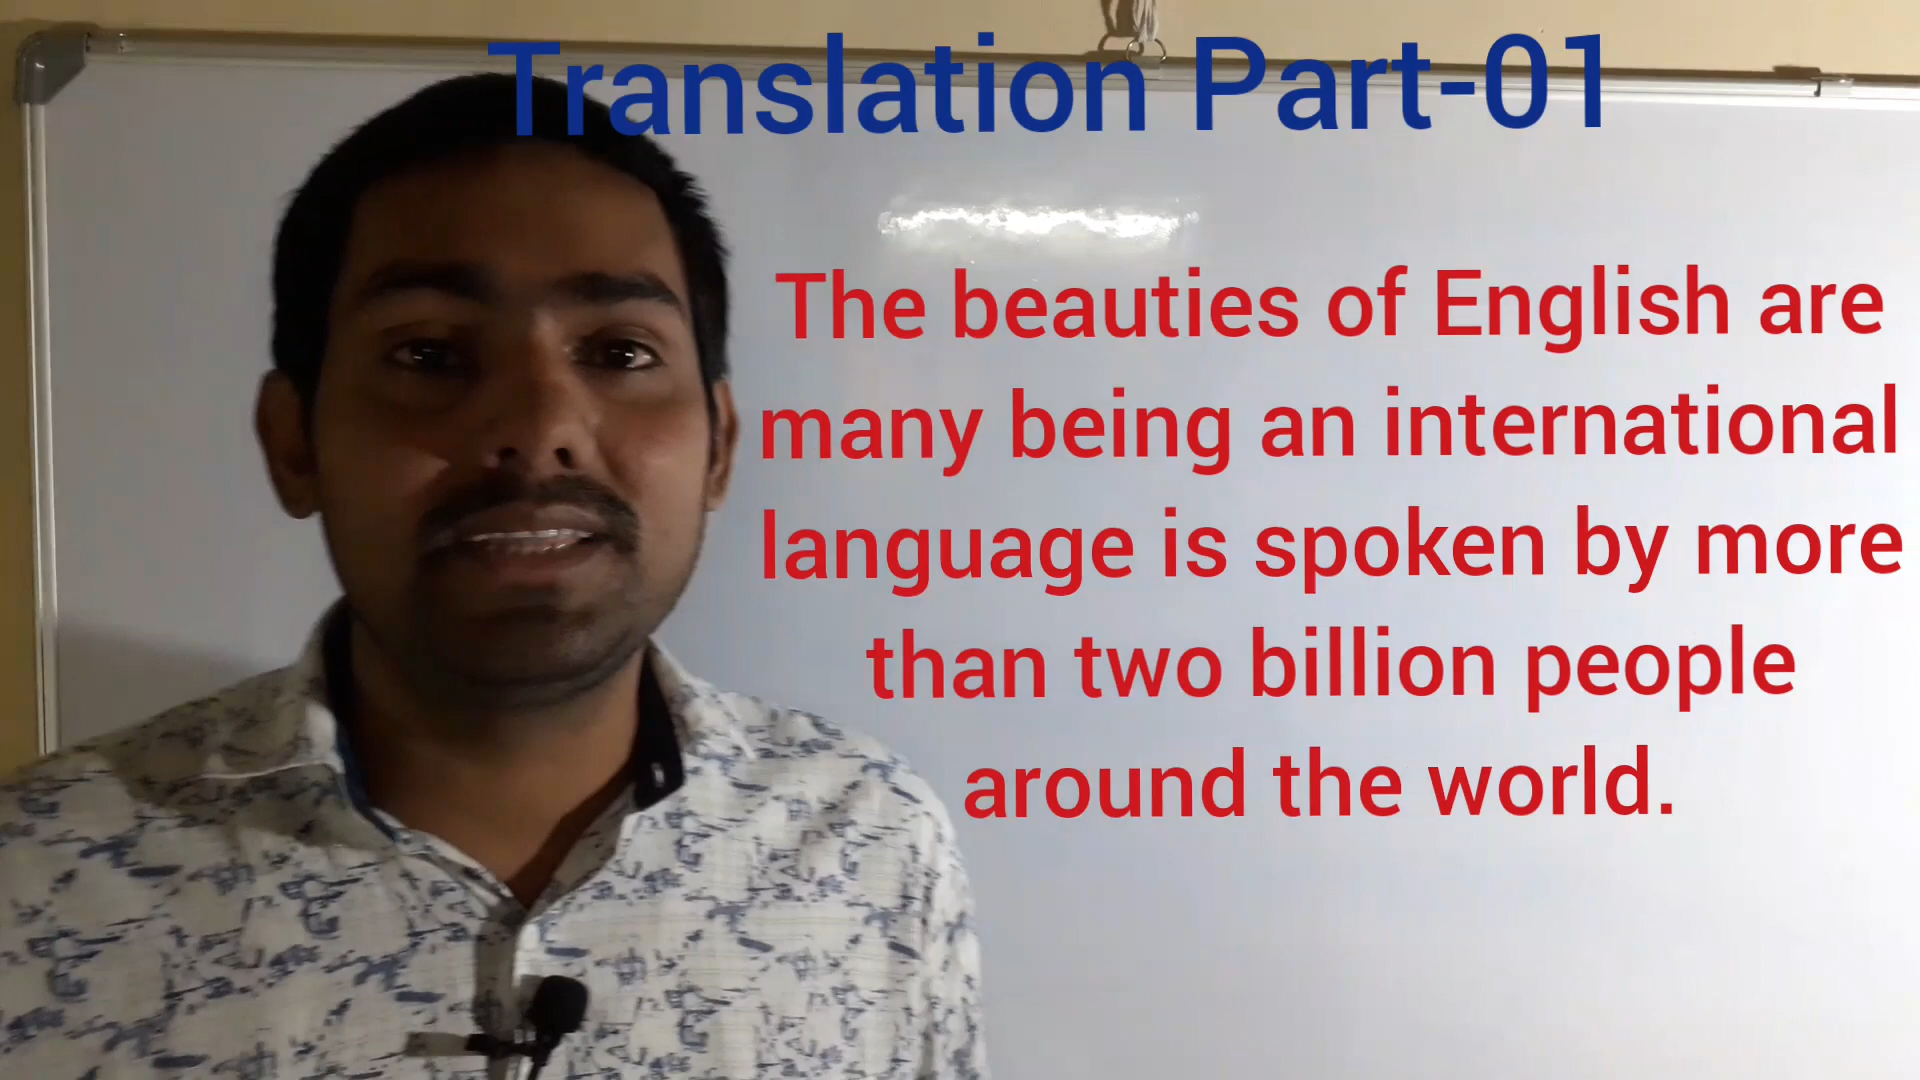 Translation Part-01
The beauties of English are
many being an international
language is spoken by more
than two billion people
around the world.